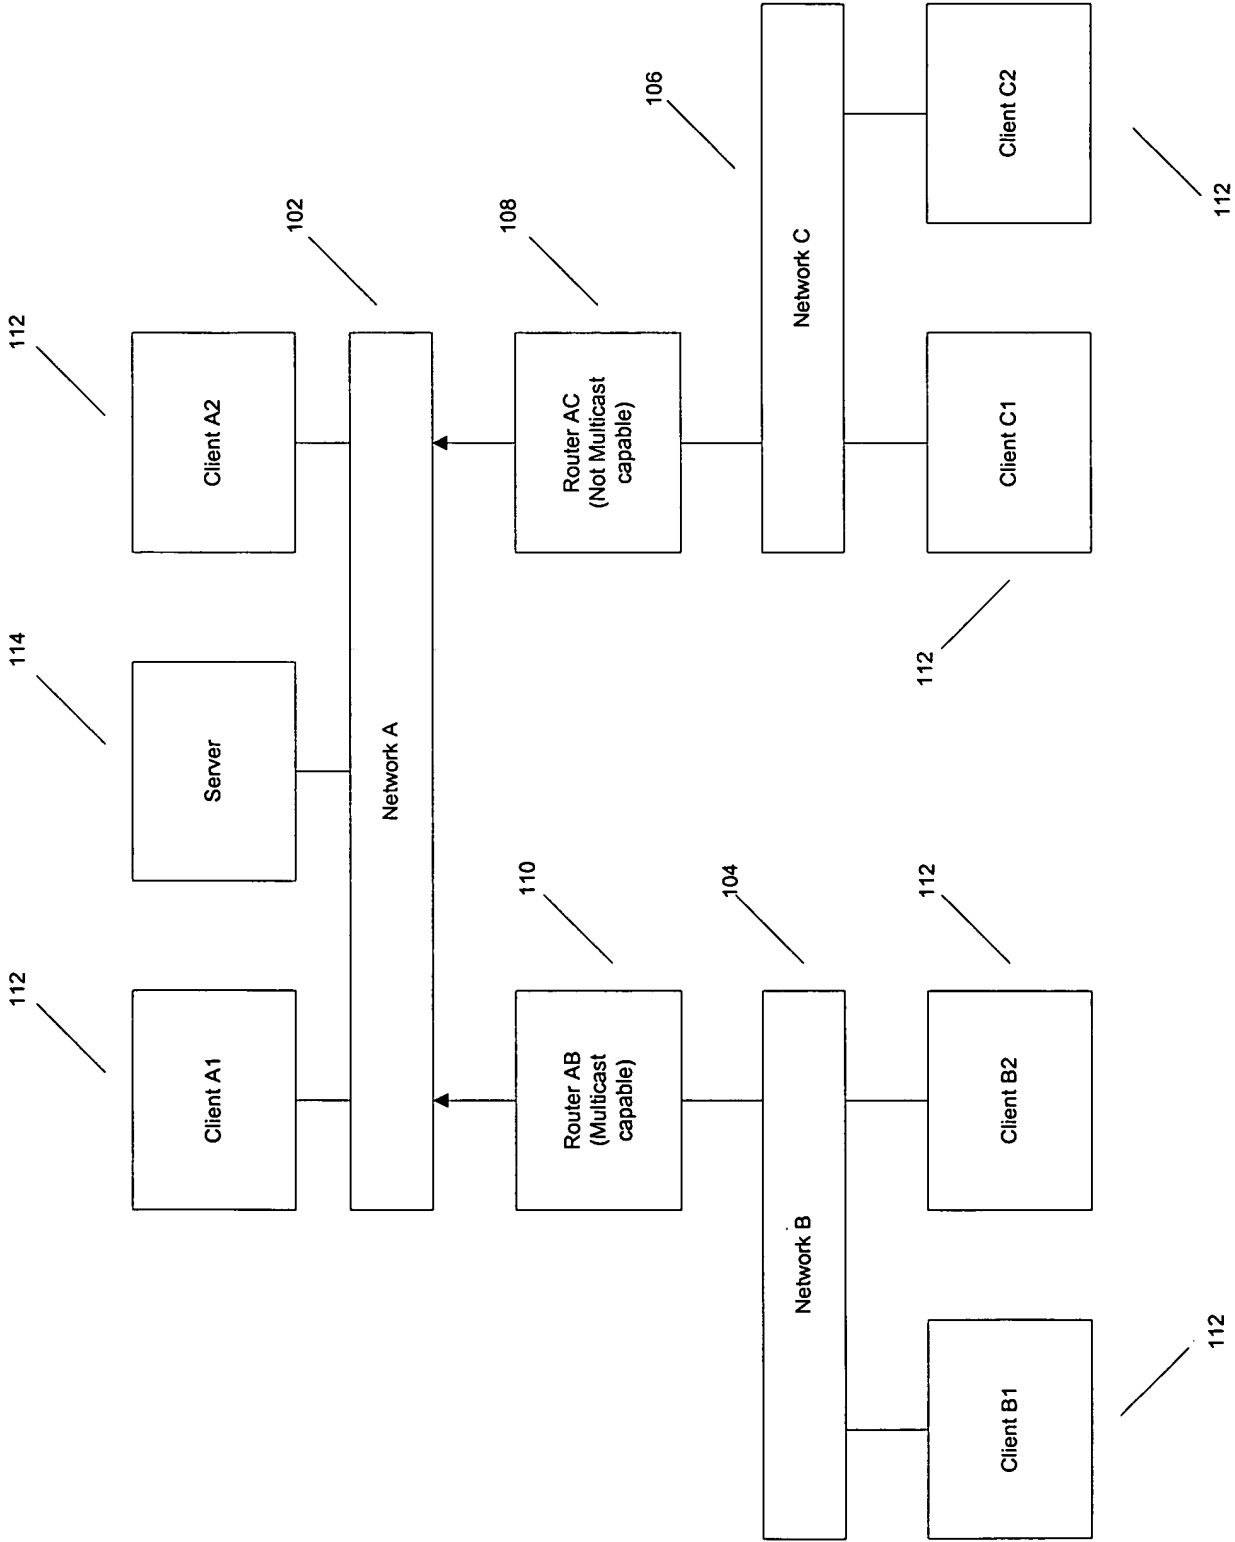 112
114
112
Client A1
Server
Client A2
102
Network A
110
108
Router AB
(Multicast
capable)
Router AC
(Not Multicast
capable)
104
106
Network B
Network C
112
112
Client B1
Client B2
Client C1
Client C2
112
112